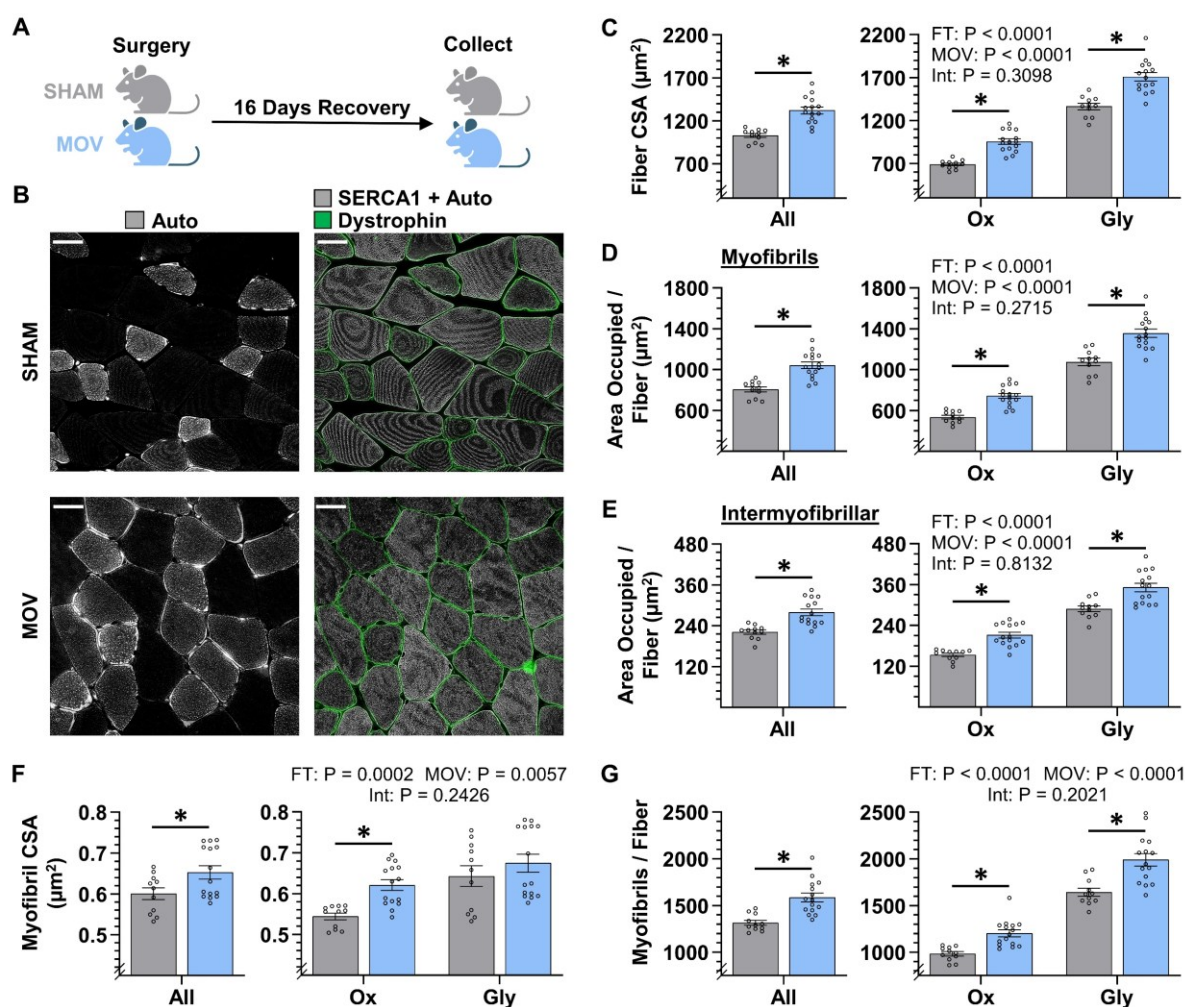 A
Surgery
Collect
SHAM
16 Days Recovery
MOV
B
Auto
SERCA1 + Auto
Dystrophin
SHAM
MOV
C
Fiber CSA (µm²)
2200
1700
1200
700
*
All
FT: P < 0.0001
MOV: P < 0.0001
Int: P = 0.3098
2200
1700
1200
700
*
*
Ox
Gly
D
Myofibrils
Area Occupied /
Fiber (µm²)
1800
1400
1000
600
*
All
FT: P < 0.0001
MOV: P < 0.0001
Int: P = 0.2715
1800
1400
1000
600
*
*
Ox
Gly
E
Intermyofibrillar
Area Occupied /
Fiber (µm²)
480
360
240
120
*
All
FT: P < 0.0001
MOV: P < 0.0001
Int: P = 0.8132
480
360
240
120
*
*
Ox
Gly
F
Myofibril CSA
(µm²)
0.8
0.7
0.6
0.5
*
All
FT: P = 0.0002 MOV: P = 0.0057
Int: P = 0.2426
0.8
0.7
0.6
0.5
*
Ox
Gly
G
Myofibrils / Fiber
2500
2000
1500
1000
*
All
FT: P < 0.0001 MOV: P < 0.0001
Int: P = 0.2021
2500
2000
1500
1000
*
*
Ox
Gly